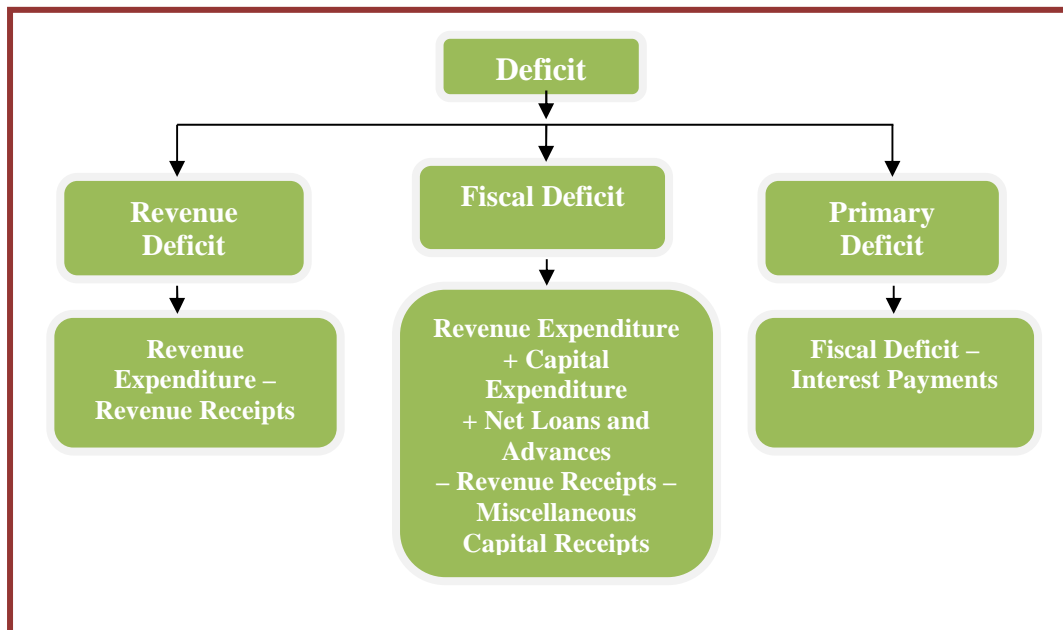 Deficit
Revenue
Deficit
Fiscal Deficit
Primary
Deficit
Revenue
Expenditure –
Revenue Receipts
Revenue Expenditure
+ Capital
Expenditure
+ Net Loans and
Advances
– Revenue Receipts –
Miscellaneous
Capital Receipts
Fiscal Deficit –
Interest Payments